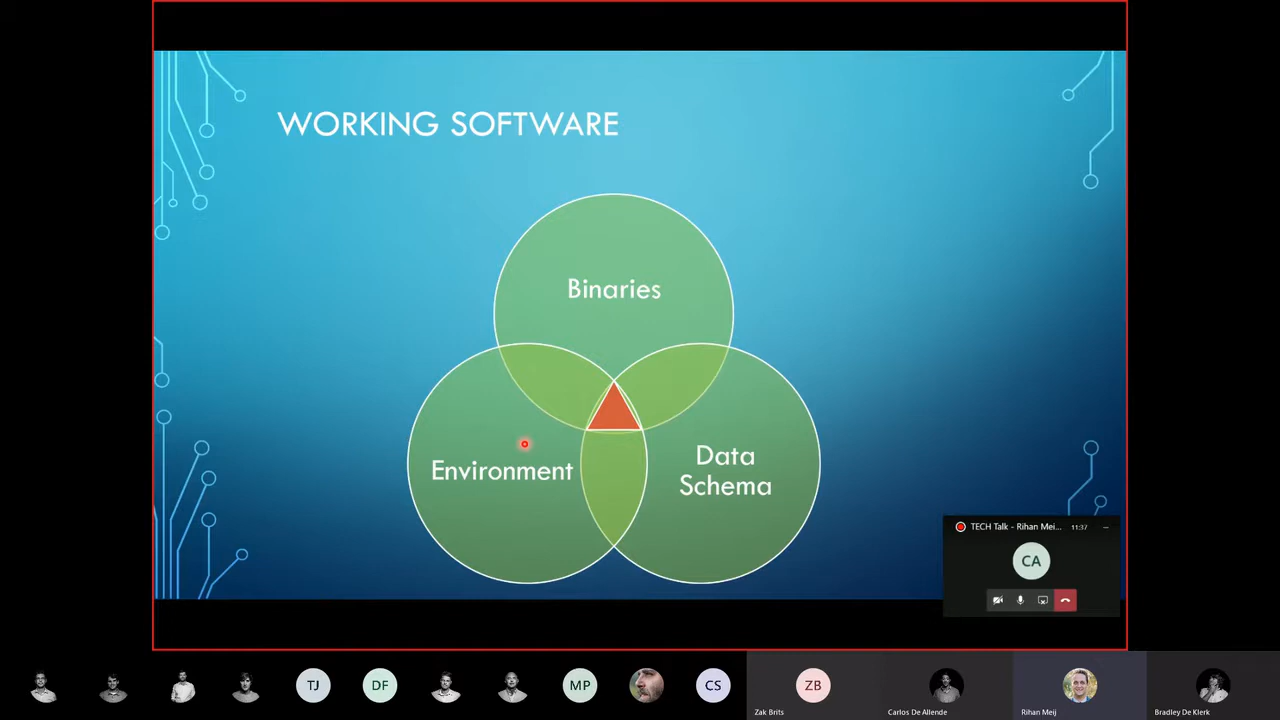 WORKING SOFTWARE
Binaries
Environment
Data
Schema
TECH Talk - Rihan Mei...
11:37
CA
TJ
DF
MP
CS
ZB
Zak Brits
Carlos De Allende
Rihan Meij
Bradley De Klerk